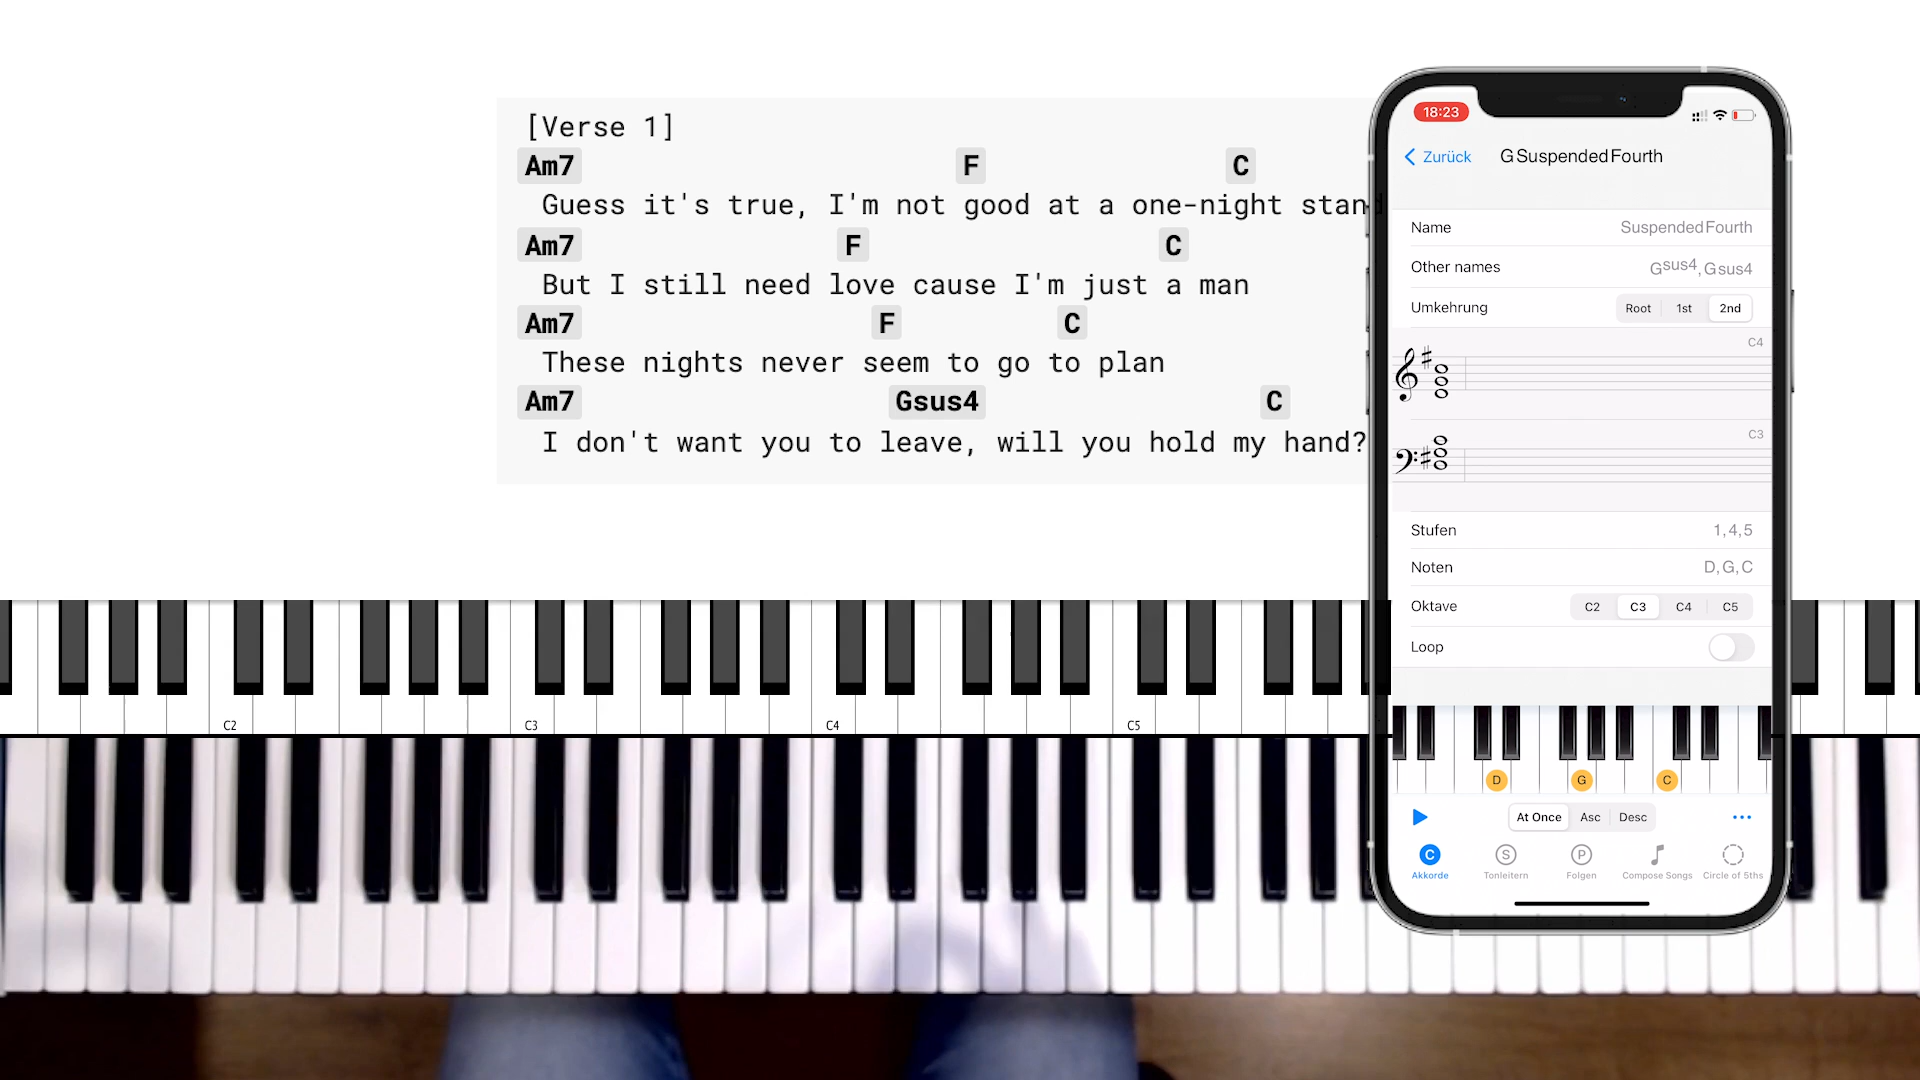 [Verse 1]
Am7 F C
Guess it's true, I'm not good at a one-night stand
Am7 F C
But I still need love cause I'm just a man
Am7 F C
These nights never seem to go to plan
Am7 Gsus4 C
I don't want you to leave, will you hold my hand?
18:23
Zurück G Suspended Fourth
Name Suspended Fourth
Other names Gsus4, Gsus4
Umkehrung Root 1st 2nd
C4
C3
Stufen 1, 4, 5
Noten D, G, C
Oktave C2 C3 C4 C5
Loop
D G C
At Once Asc Desc
C S P
Akkorde Tonleitern Folgen Compose Songs Circle of 5ths
C2 C3 C4 C5